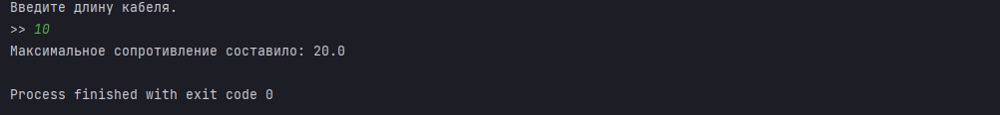 Введите длину кабеля.
>> 10
Максимальное сопротивление составило: 20.0
Process finished with exit code 0